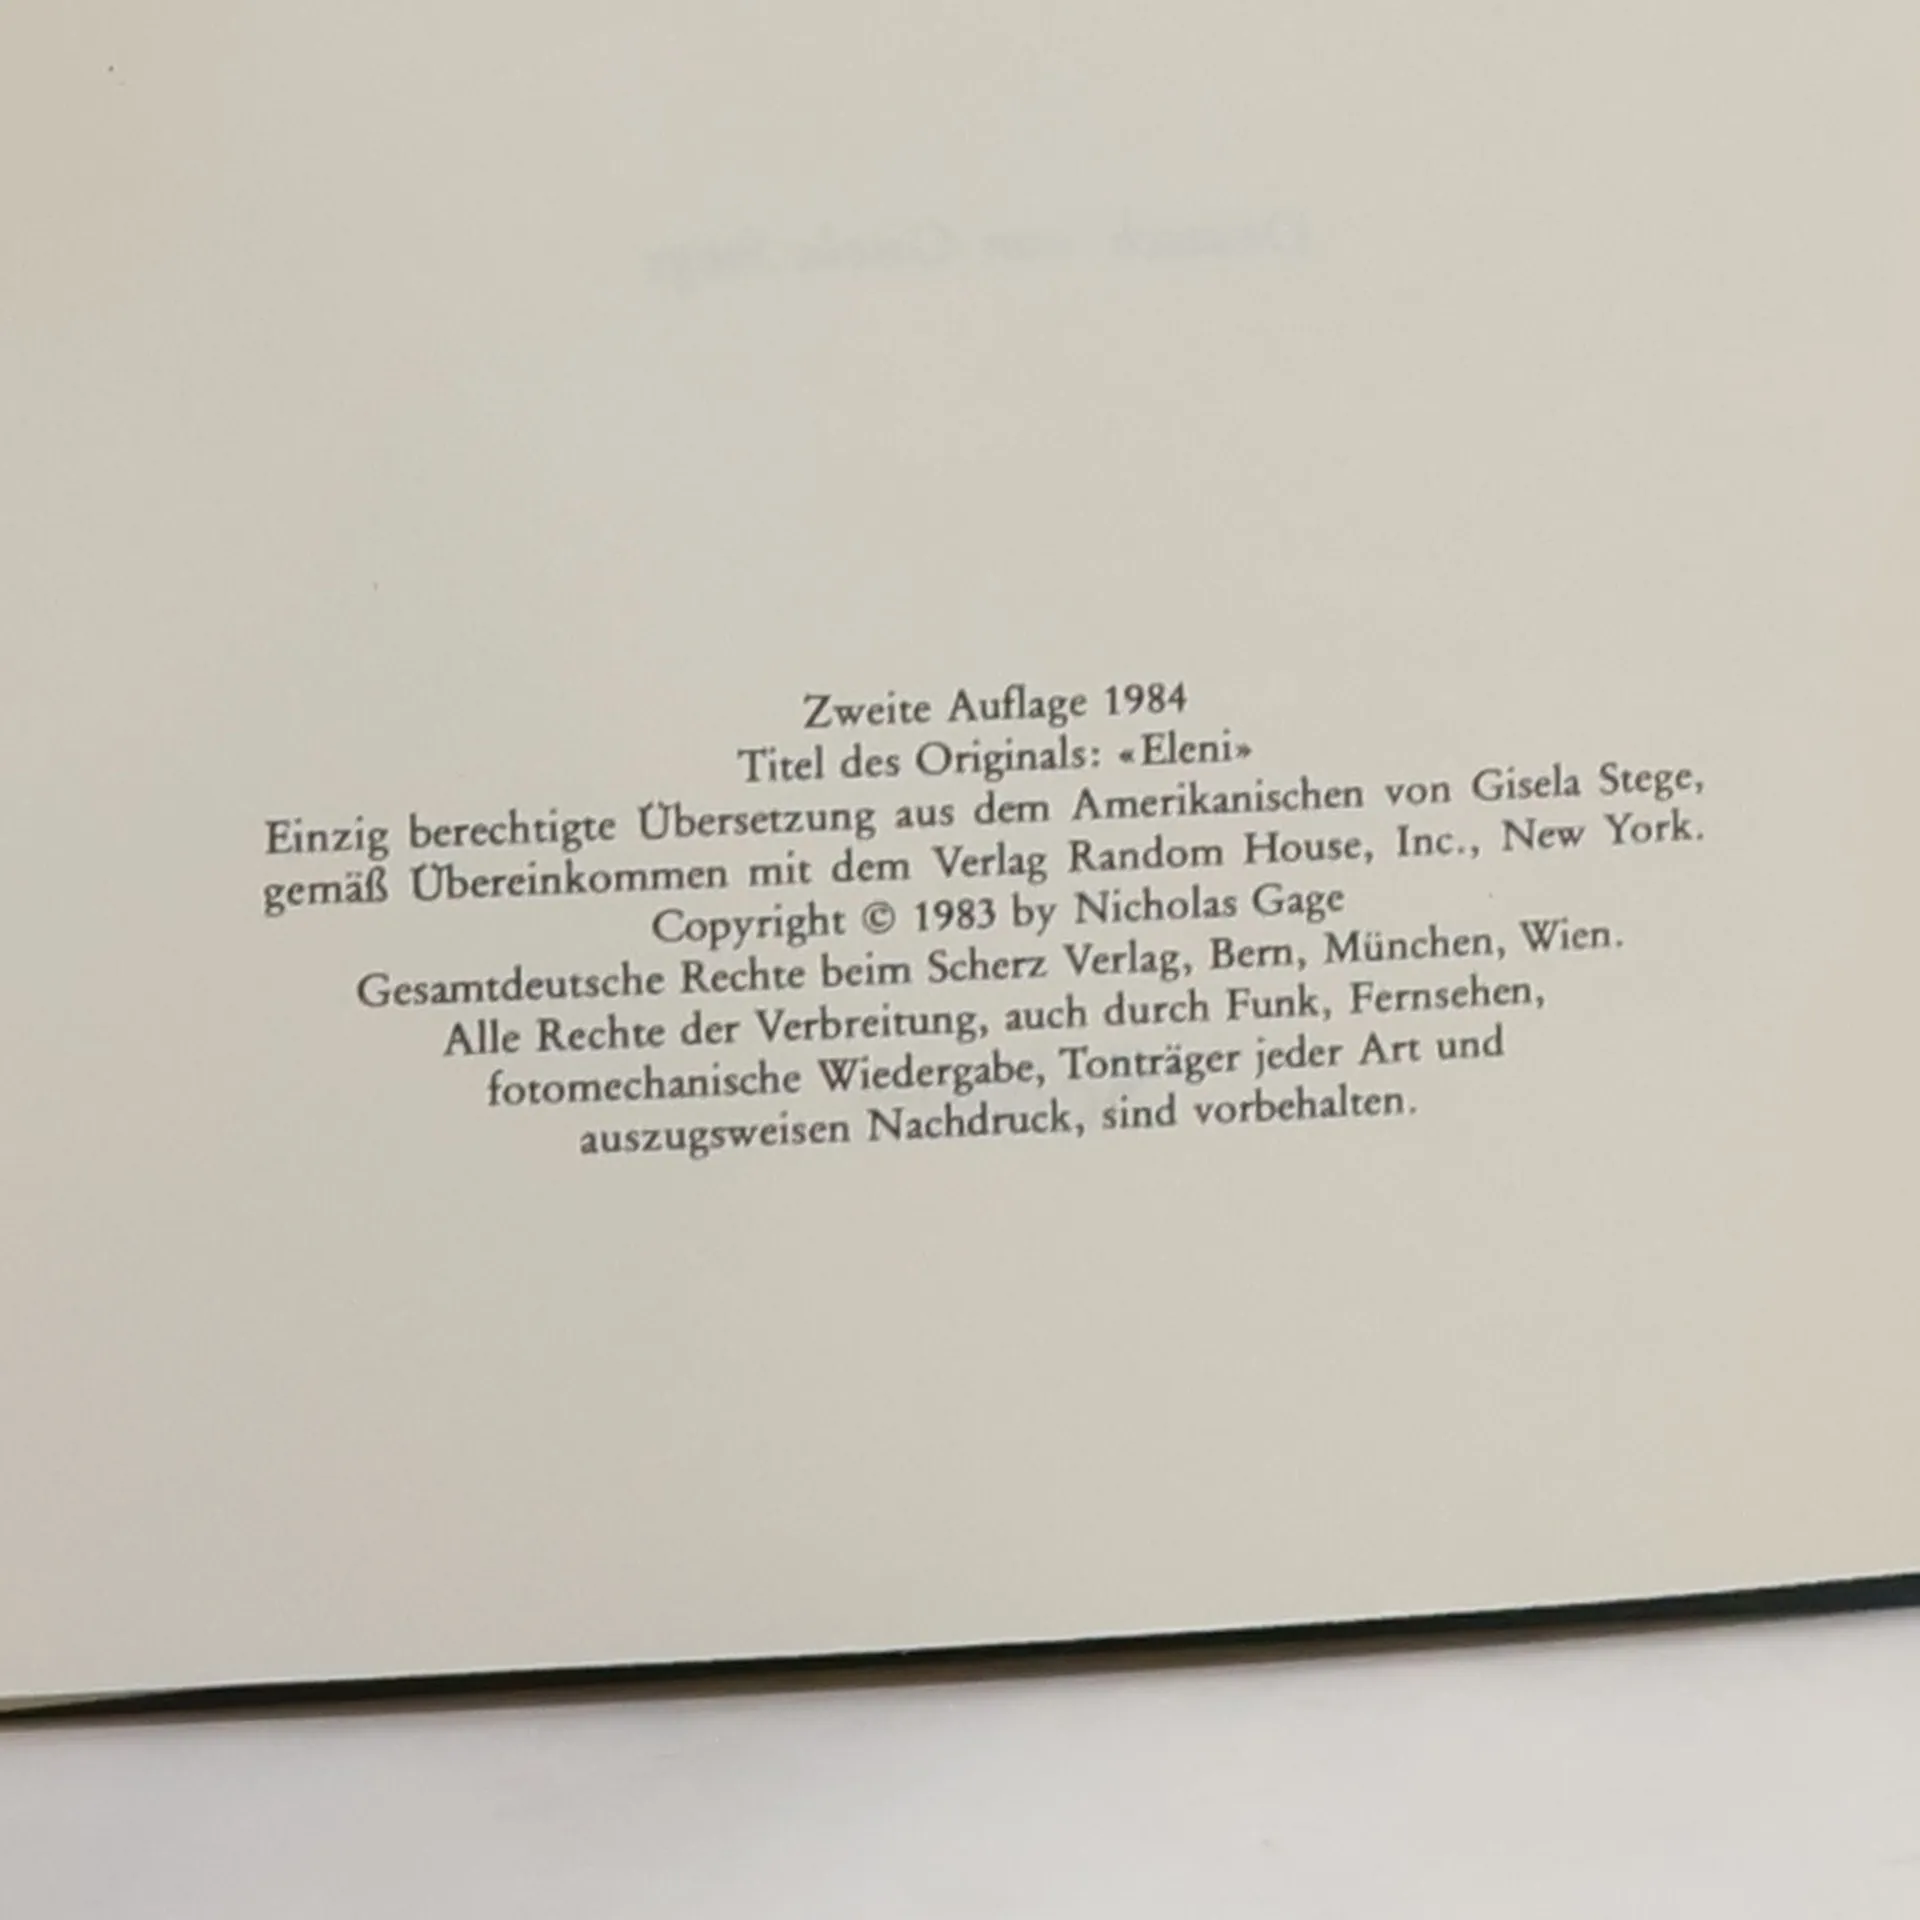 Zweite Auflage 1984
Titel des Originals: «Eleni»
Einzig berechtigte Übersetzung aus dem Amerikanischen von Gisela Stege,
gemäß Übereinkommen mit dem Verlag Random House, Inc., New York.
Copyright © 1983 by Nicholas Gage
Gesamtdeutsche Rechte beim Scherz Verlag, Bern, München, Wien.
Alle Rechte der Verbreitung, auch durch Funk, Fernsehen,
fotomechanische Wiedergabe, Tonträger jeder Art und
auszugsweisen Nachdruck, sind vorbehalten.